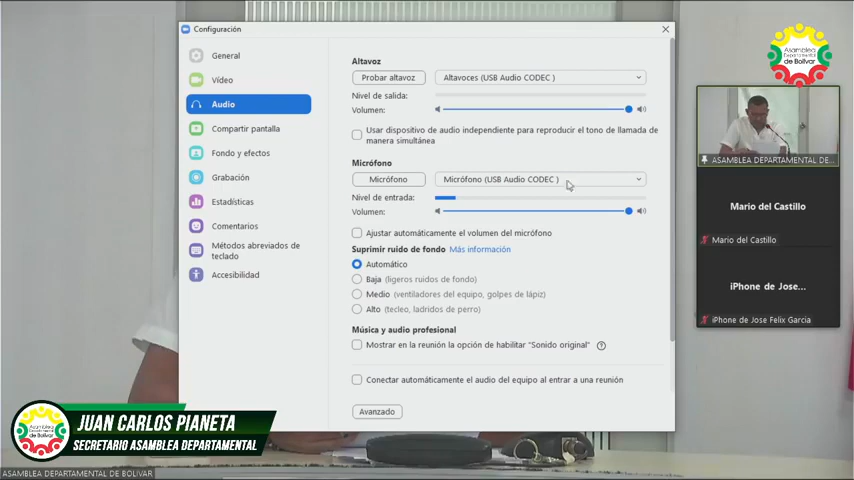 Configuración
General
Vídeo
Audio
Compartir pantalla
Fondo y efectos
Grabación
Estadísticas
Comentarios
Métodos abreviados de
teclado
Accesibilidad
Altavoz
Probar altavoz
Altavoces (USB Audio CODEC )
Nivel de salida:
Volumen:
Usar dispositivo de audio independiente para reproducir el tono de llamada de
manera simultánea
Micrófono
Micrófono
Micrófono (USB Audio CODEC )
Nivel de entrada:
Volumen:
Ajustar automáticamente el volumen del micrófono
Suprimir ruido de fondo Más información
Automático
Baja (ligeros ruidos de fondo)
Medio (ventiladores del equipo, golpes de lápiz)
Alto (tecleo, ladridos de perro)
Música y audio profesional
Mostrar en la reunión la opción de habilitar "Sonido original" ?
Conectar automáticamente el audio del equipo al entrar a una reunión
Avanzado
Asamblea
Departamental
de Bolívar
ASAMBLEA DEPARTAMENTAL DE...
Mario del Castillo
Mario del Castillo
iPhone de Jose...
iPhone de Jose Felix Garcia
JUAN CARLOS PIANETA
SECRETARIO ASAMBLEA DEPARTAMENTAL
Asamblea
Departamental
de Bolívar
ASAMBLEA DEPARTAMENTAL DE BOLIVAR